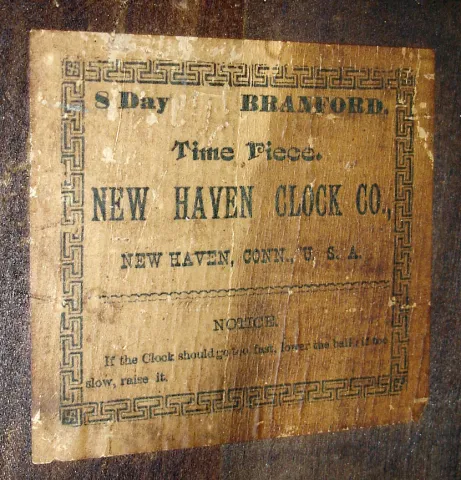 8 Day BRANFORD.
Time Piece.
NEW HAVEN CLOCK CO.,
NEW HAVEN, CONN., U. S. A.
NOTICE.
If the Clock should go too fast, lower the ball; if too
slow, raise it.